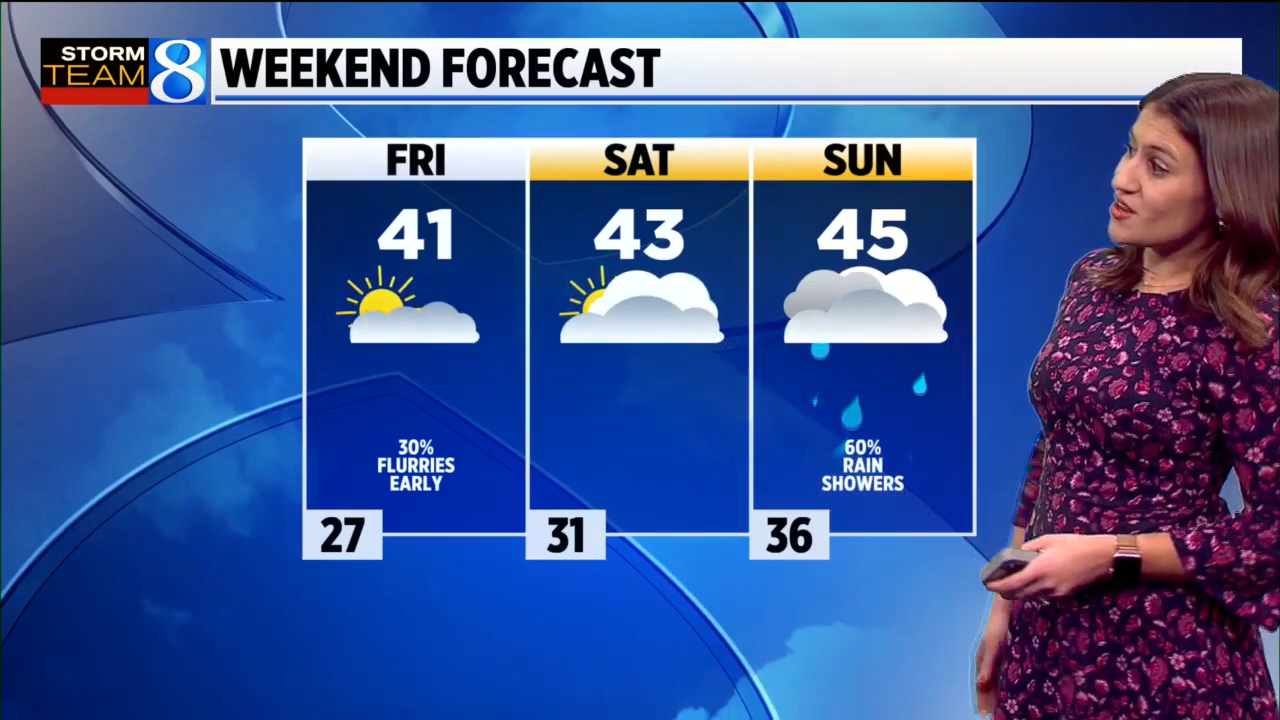 STORM
TEAM 8
WEEKEND FORECAST
FRI
SAT
SUN
41
43
45
30%
FLURRIES
EARLY
60%
RAIN
SHOWERS
27
31
36